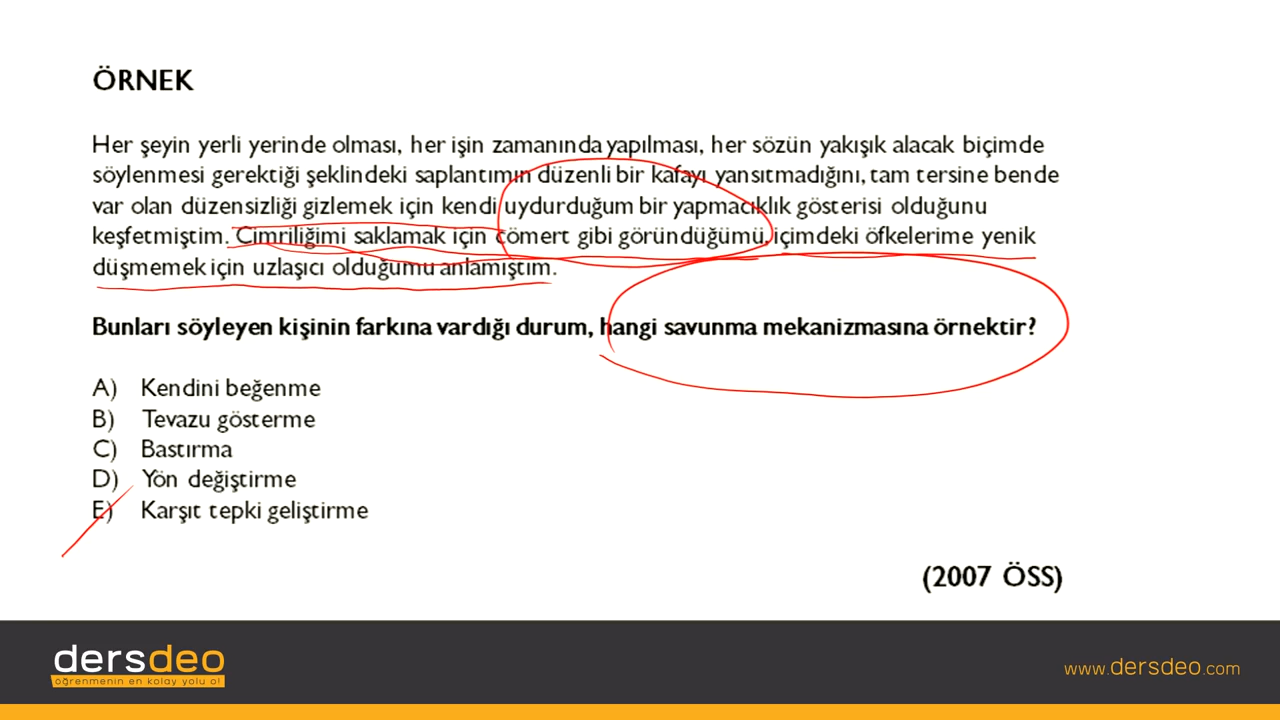 ÖRNEK
Her şeyin yerli yerinde olması, her işin zamanında yapılması, her sözün yakışık alacak biçimde
söylenmesi gerektiği şeklindeki saplantımın düzenli bir kafayı yansıtmadığını, tam tersine bende
var olan düzensizliği gizlemek için kendi uydurduğum bir yapmacıklık gösterisi olduğunu
keşfetmiştim. Cimriliğimi saklamak için cömert gibi göründüğümü, içimdeki öfkelerime yenik
düşmemek için uzlaşıcı olduğumu anlamıştım.
Bunları söyleyen kişinin farkına vardığı durum, hangi savunma mekanizmasına örnektir?
A) Kendini beğenme
B) Tevazu gösterme
C) Bastırma
D) Yön değiştirme
E) Karşıt tepki geliştirme
(2007 ÖSS)
dersdeo
öğrenmenin en kolay yolu o!
www.dersdeo.com